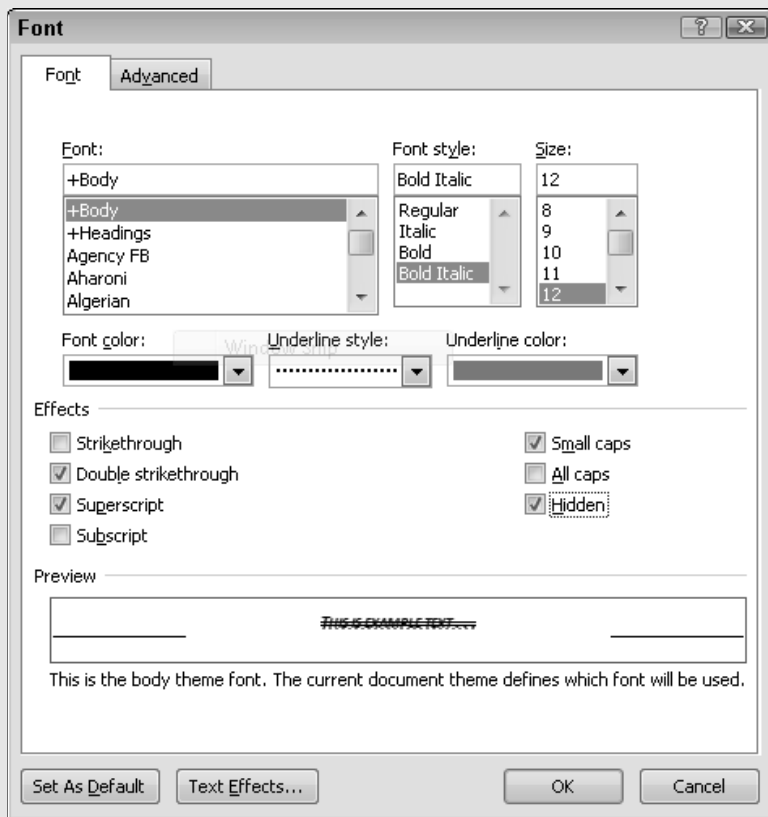 Font
Font Advanced
Font: Font style: Size:
+Body Bold Italic 12
+Body Regular 8
+Headings Italic 9
Agency FB Bold 10
Aharoni Bold Italic 11
Algerian 12
Font color: Underline style: Underline color:
Window Snip
Effects
Strikethrough Small caps
Double strikethrough All caps
Superscript Hidden
Subscript
Preview
THIS IS EXAMPLE TEXT....
This is the body theme font. The current document theme defines which font will be used.
Set As Default Text Effects... OK Cancel